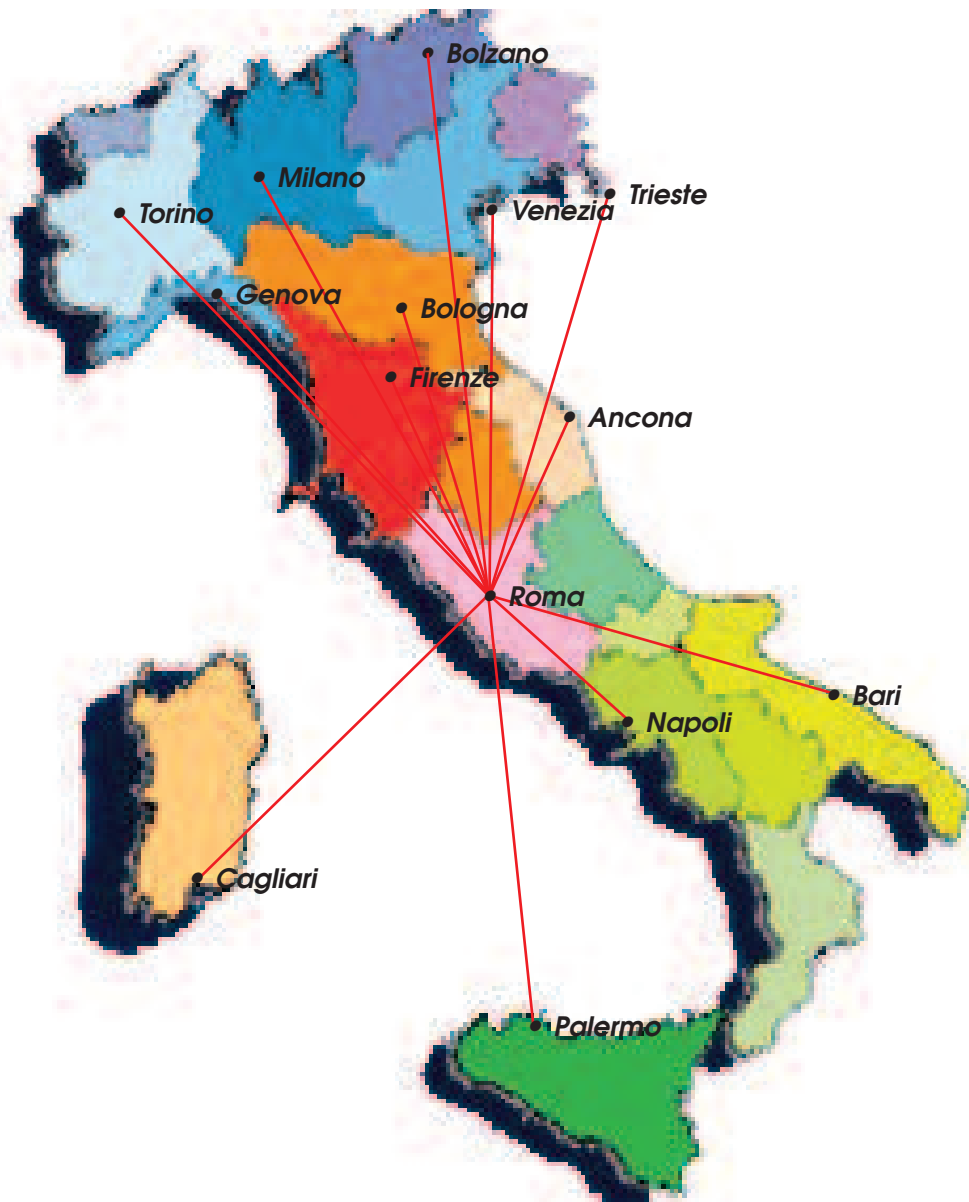 Bolzano
Milano
Trieste
Torino
Venezia
Genova
Bologna
Firenze
Ancona
Roma
Bari
Napoli
Cagliari
Palermo